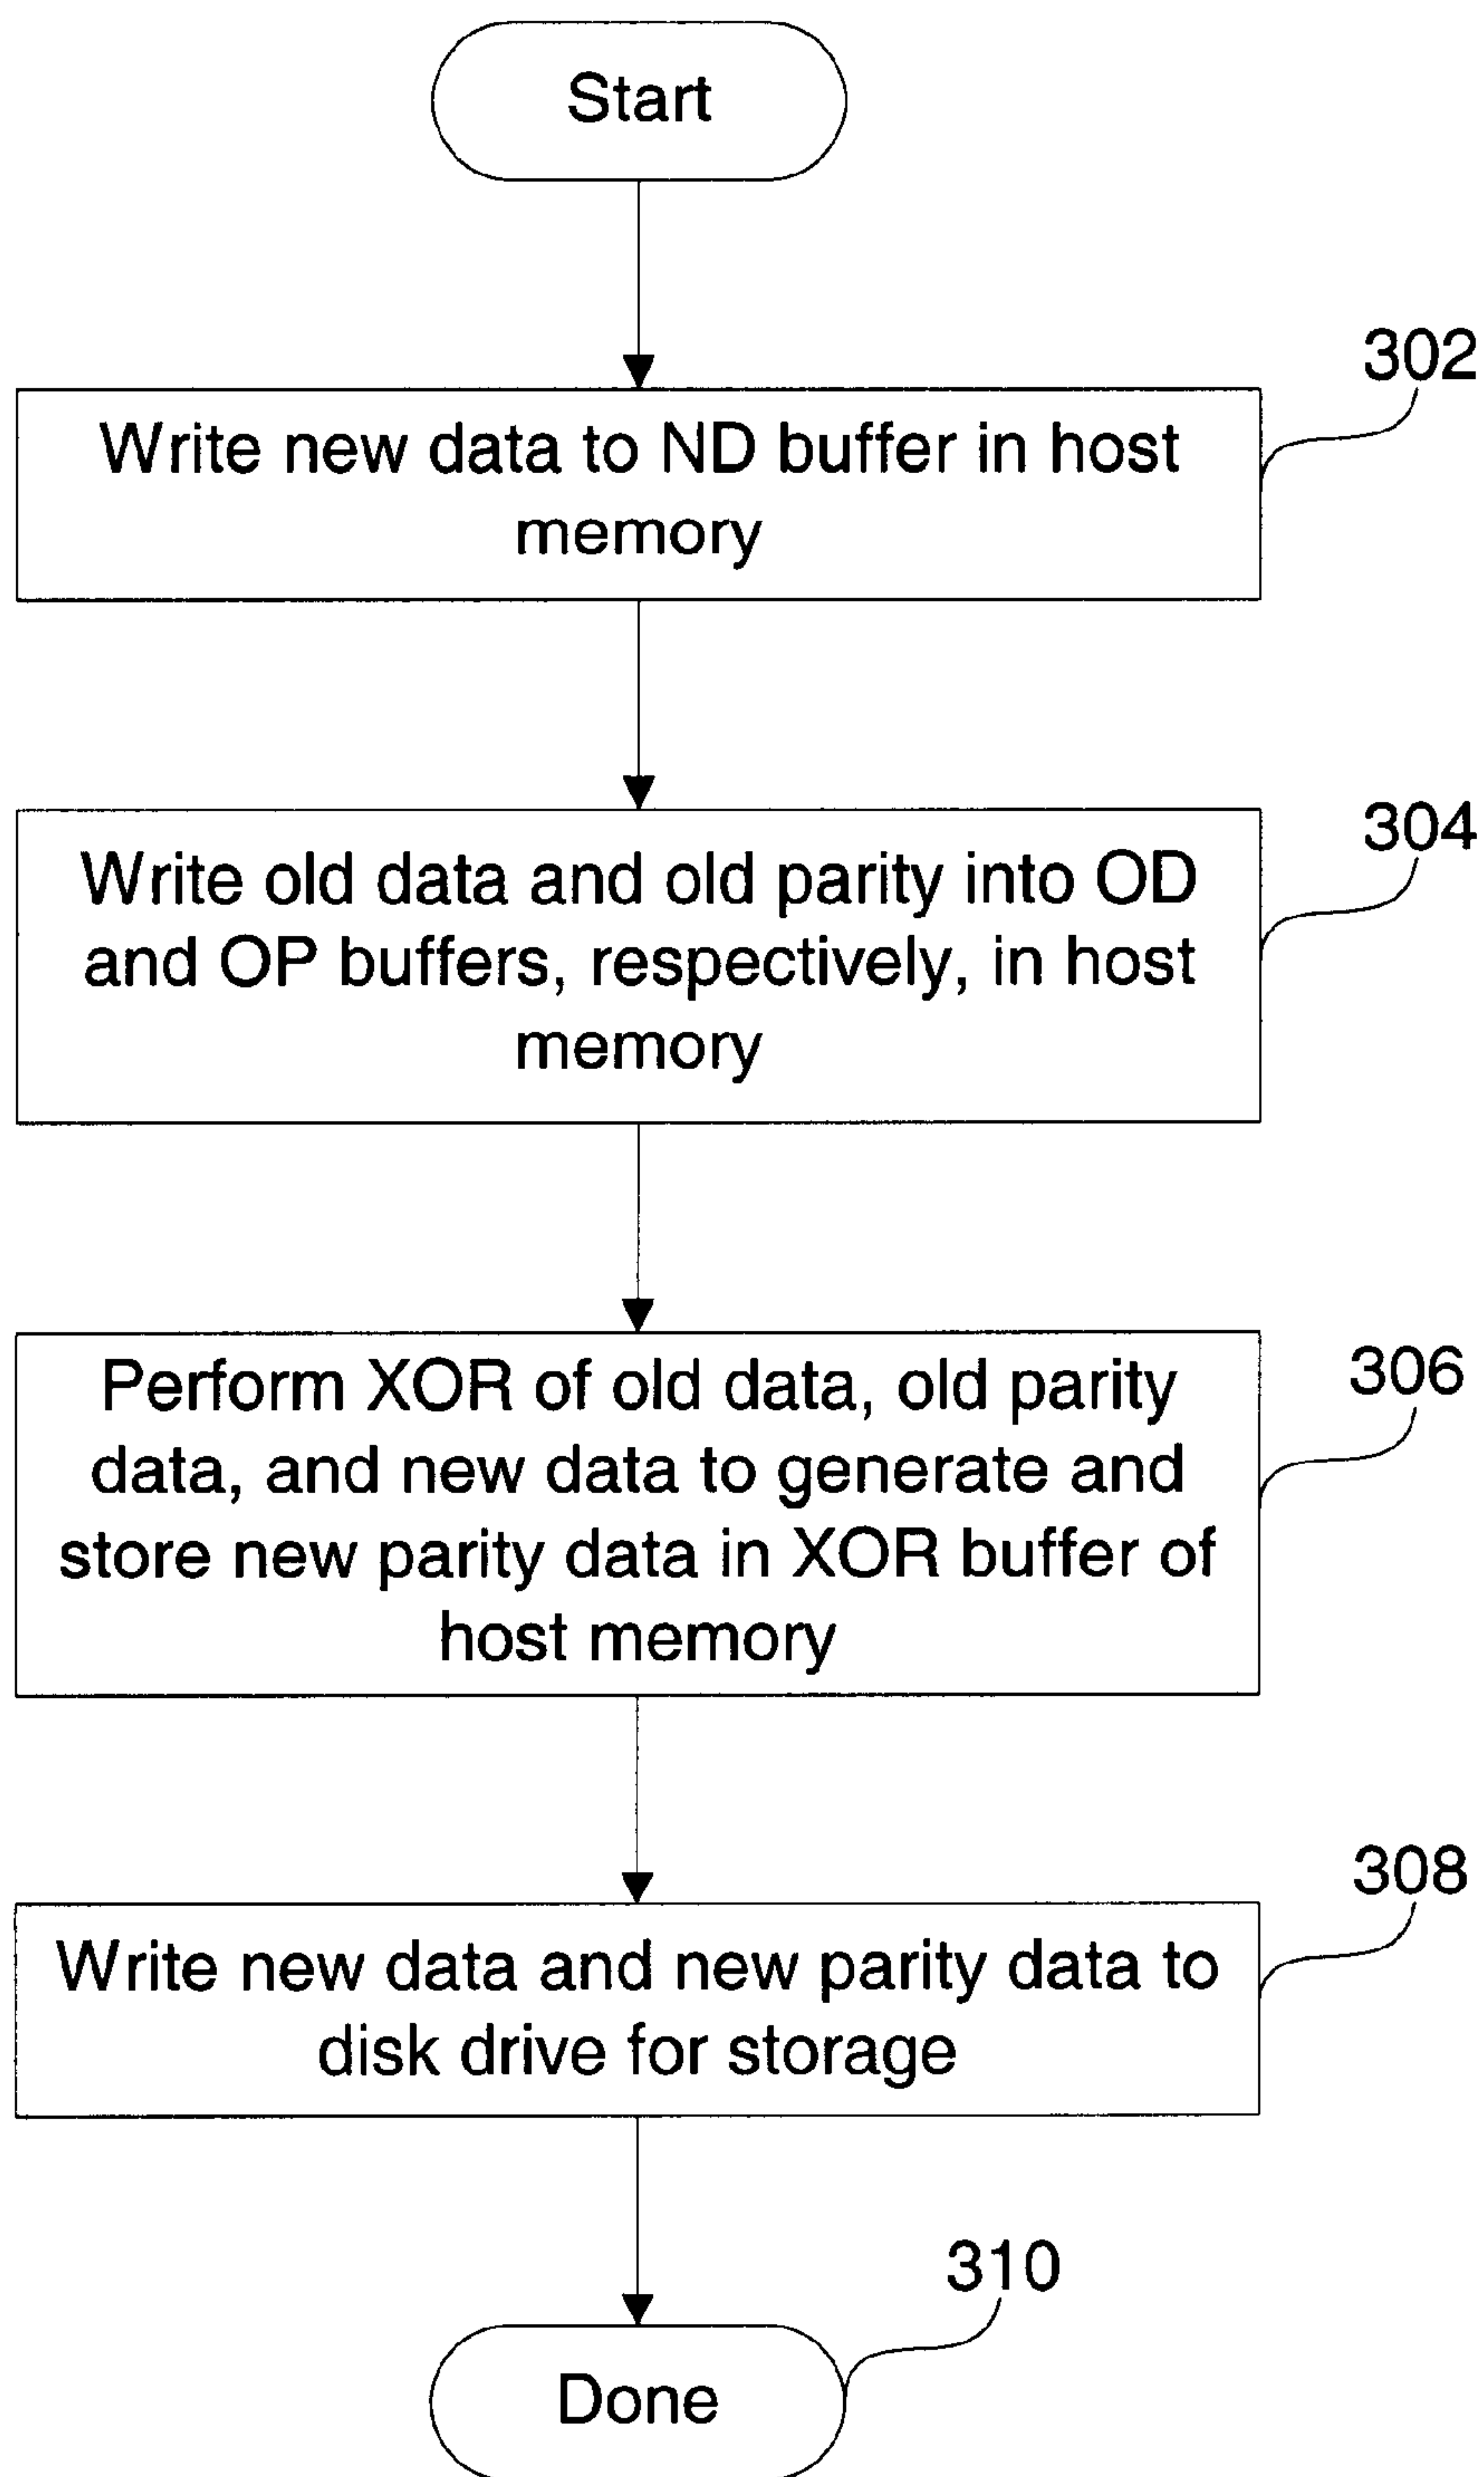 Start
302
Write new data to ND buffer in host
memory
304
Write old data and old parity into OD
and OP buffers, respectively, in host
memory
306
Perform XOR of old data, old parity
data, and new data to generate and
store new parity data in XOR buffer of
host memory
308
Write new data and new parity data to
disk drive for storage
310
Done